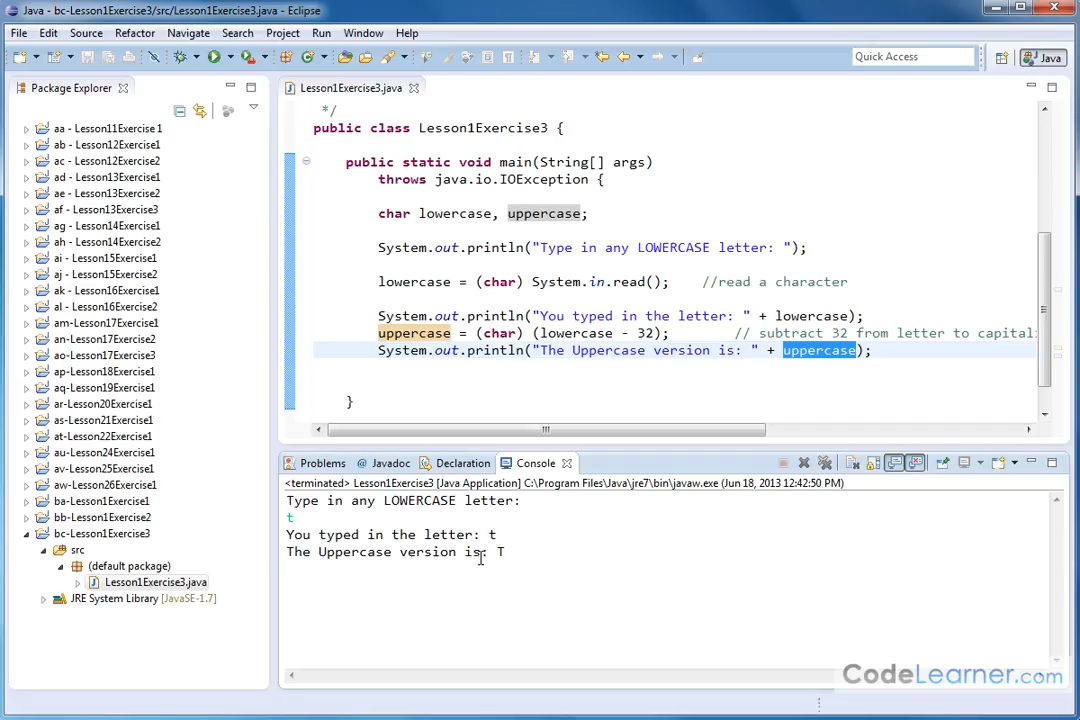 Java - bc-Lesson1Exercise3/src/Lesson1Exercise3.java - Eclipse
File Edit Source Refactor Navigate Search Project Run Window Help
Quick Access
Java
Package Explorer
Lesson1Exercise3.java
aa - Lesson11Exercise1
ab - Lesson12Exercise1
ac - Lesson12Exercise2
ad - Lesson13Exercise1
ae - Lesson13Exercise2
af - Lesson13Exercise3
ag - Lesson14Exercise1
ah - Lesson14Exercise2
ai - Lesson15Exercise1
aj - Lesson15Exercise2
ak - Lesson16Exercise1
al - Lesson16Exercise2
am-Lesson17Exercise1
an-Lesson17Exercise2
ao-Lesson17Exercise3
ap-Lesson18Exercise1
aq-Lesson19Exercise1
ar-Lesson20Exercise1
as-Lesson21Exercise1
at-Lesson22Exercise1
au-Lesson24Exercise1
av-Lesson25Exercise1
aw-Lesson26Exercise1
ba-Lesson1Exercise1
bb-Lesson1Exercise2
bc-Lesson1Exercise3
src
(default package)
Lesson1Exercise3.java
JRE System Library [JavaSE-1.7]
*/
public class Lesson1Exercise3 {
public static void main(String[] args)
throws java.io.IOException {
char lowercase, uppercase;
System.out.println("Type in any LOWERCASE letter: ");
lowercase = (char) System.in.read(); //read a character
System.out.println("You typed in the letter: " + lowercase);
uppercase = (char) (lowercase - 32); // subtract 32 from letter to capitali
System.out.println("The Uppercase version is: " + uppercase);
}
Problems @ Javadoc Declaration Console
<terminated> Lesson1Exercise3 [Java Application] C:\Program Files\Java\jre7\bin\javaw.exe (Jun 18, 2013 12:42:50 PM)
Type in any LOWERCASE letter:
t
You typed in the letter: t
The Uppercase version is: T
CodeLearner.com